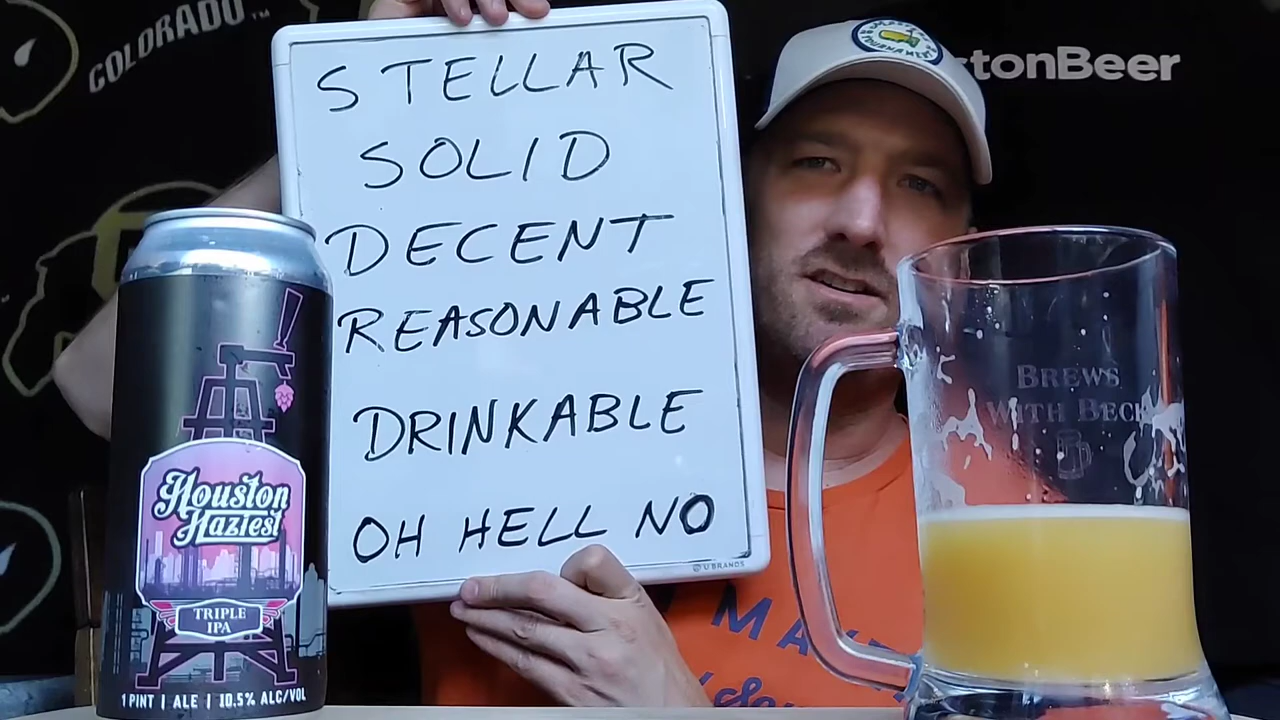 COLORADO™
stonBeer
STELLAR
SOLID
DECENT
REASONABLE
DRINKABLE
OH HELL NO
U BRANDS
Houston
Haziest
TRIPLE
IPA
1 PINT | ALE | 10.5% ALC/VOL
BREWS
WITH BECK